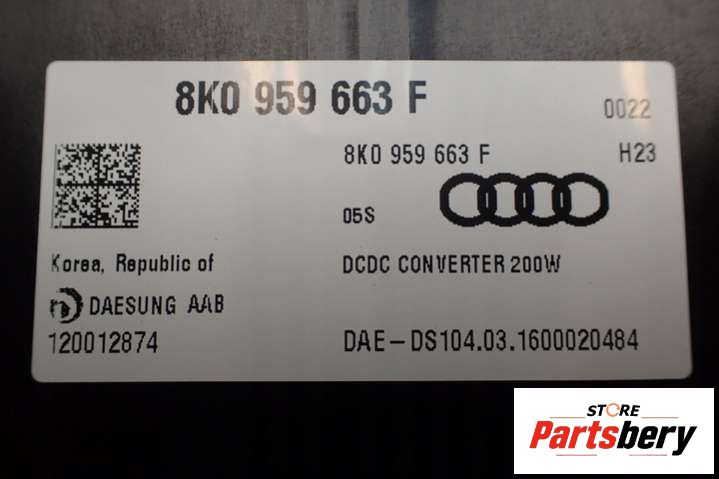 8K0 959 663 F
0022
8K0 959 663 F
H23
05S
Korea, Republic of
DCDC CONVERTER 200W
DAESUNG AAB
120012874
DAE-DS104.03.1600020484
STORE
Partsbery